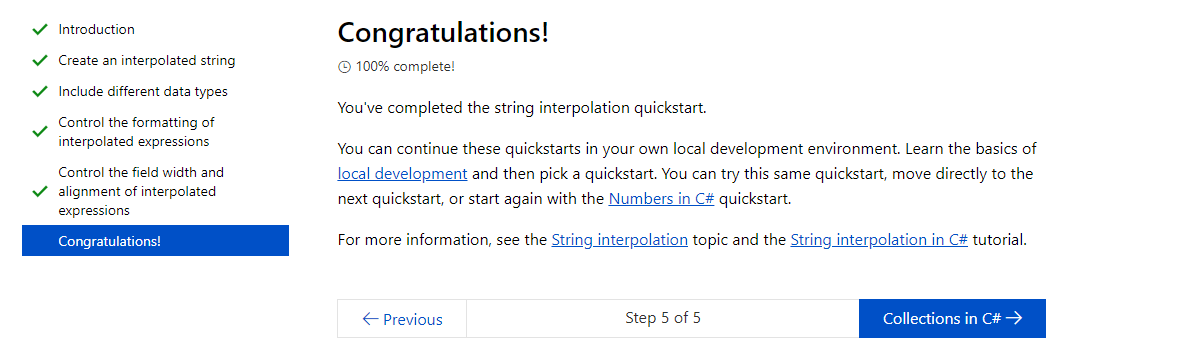 Introduction
Create an interpolated string
Include different data types
Control the formatting of
interpolated expressions
Control the field width and
alignment of interpolated
expressions
Congratulations!
Congratulations!
100% complete!
You've completed the string interpolation quickstart.
You can continue these quickstarts in your own local development environment. Learn the basics of
local development and then pick a quickstart. You can try this same quickstart, move directly to the
next quickstart, or start again with the Numbers in C# quickstart.
For more information, see the String interpolation topic and the String interpolation in C# tutorial.
← Previous
Step 5 of 5
Collections in C# →